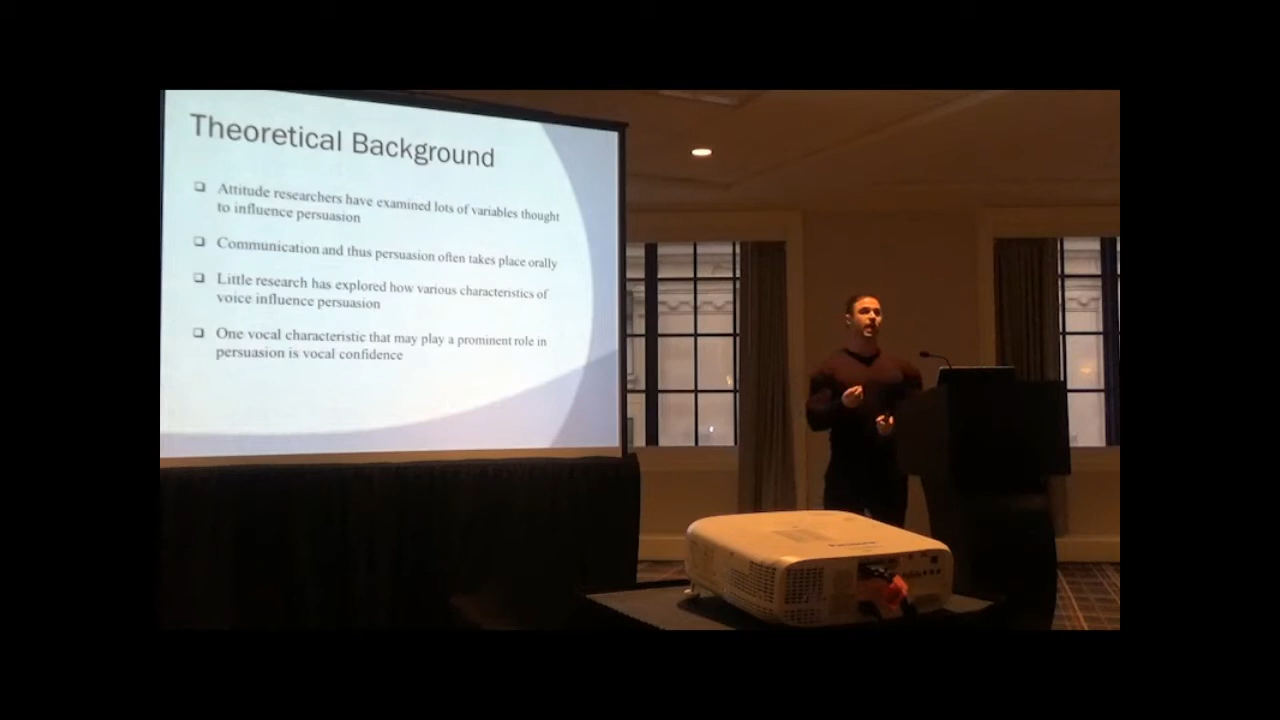 Theoretical Background
Attitude researchers have examined lots of variables thought
to influence persuasion
Communication and thus persuasion often takes place orally
Little research has explored how various characteristics of
voice influence persuasion
One vocal characteristic that may play a prominent role in
persuasion is vocal confidence
Panasonic